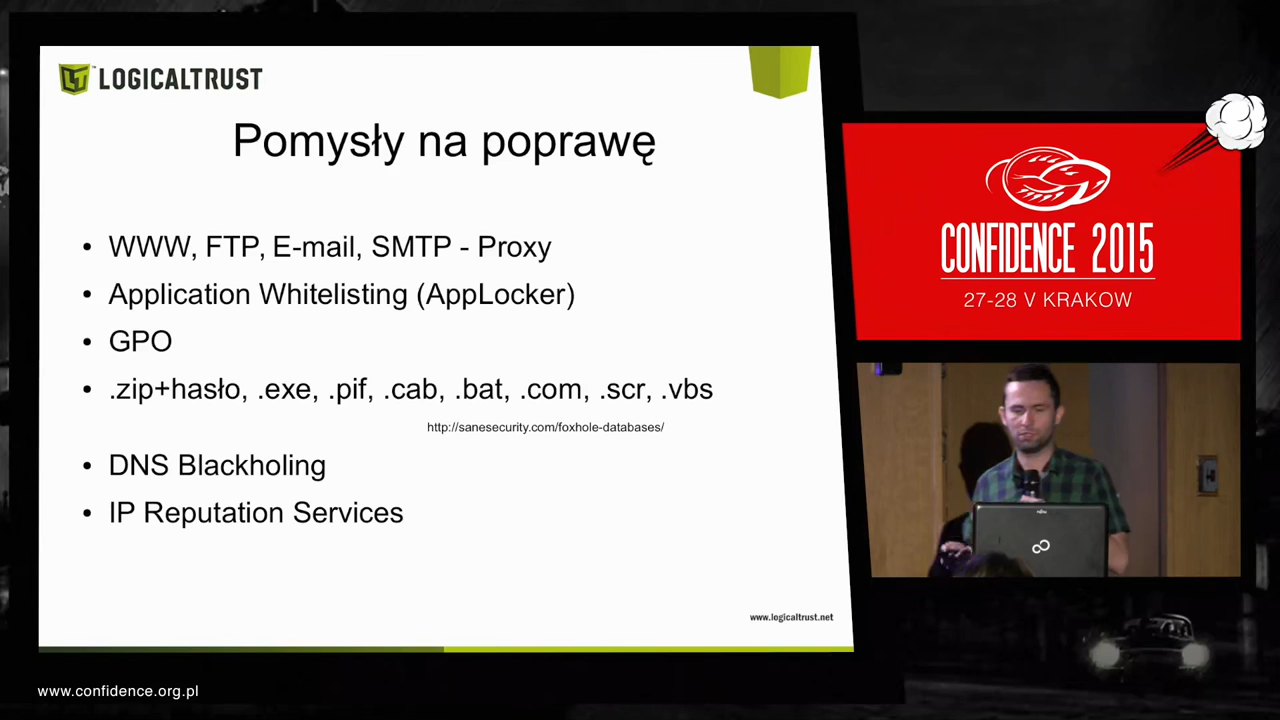 LOGICALTRUST
Pomysły na poprawę
• WWW, FTP, E-mail, SMTP - Proxy
• Application Whitelisting (AppLocker)
• GPO
• .zip+hasło, .exe, .pif, .cab, .bat, .com, .scr, .vbs
http://sanesecurity.com/foxhole-databases/
• DNS Blackholing
• IP Reputation Services
www.logicaltrust.net
CONFIDENCE 2015
27-28 V KRAKOW
www.confidence.org.pl